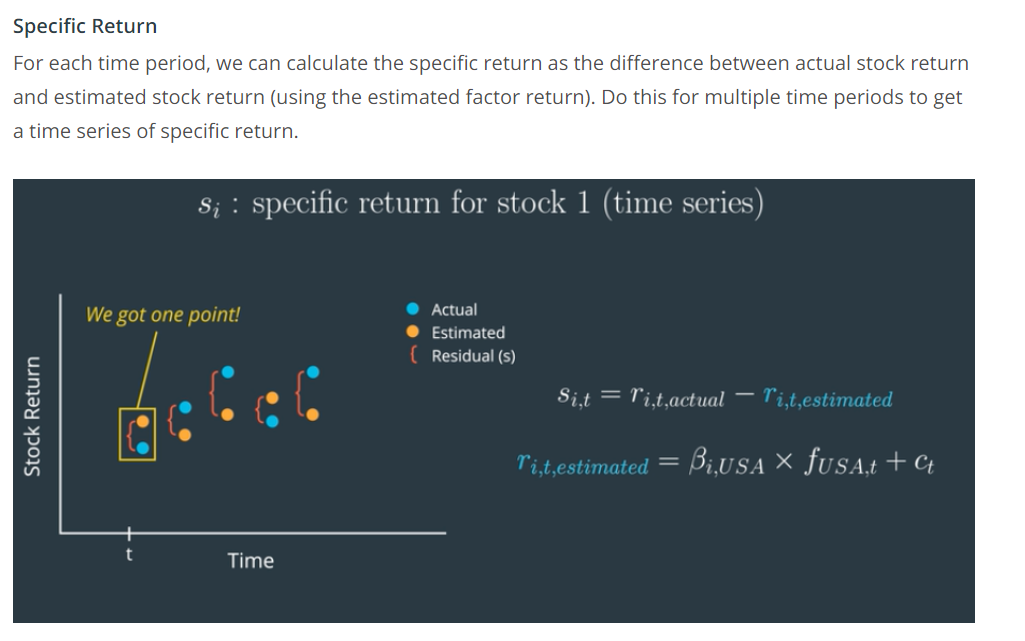 Specific Return
For each time period, we can calculate the specific return as the difference between actual stock return
and estimated stock return (using the estimated factor return). Do this for multiple time periods to get
a time series of specific return.
sᵢ : specific return for stock 1 (time series)
We got one point!
Actual
Estimated
{ Residual (s)
Stock Return
s_{i,t} = r_{i,t,actual} − r_{i,t,estimated}
r_{i,t,estimated} = β_{i,USA} × f_{USA,t} + c_t
t
Time